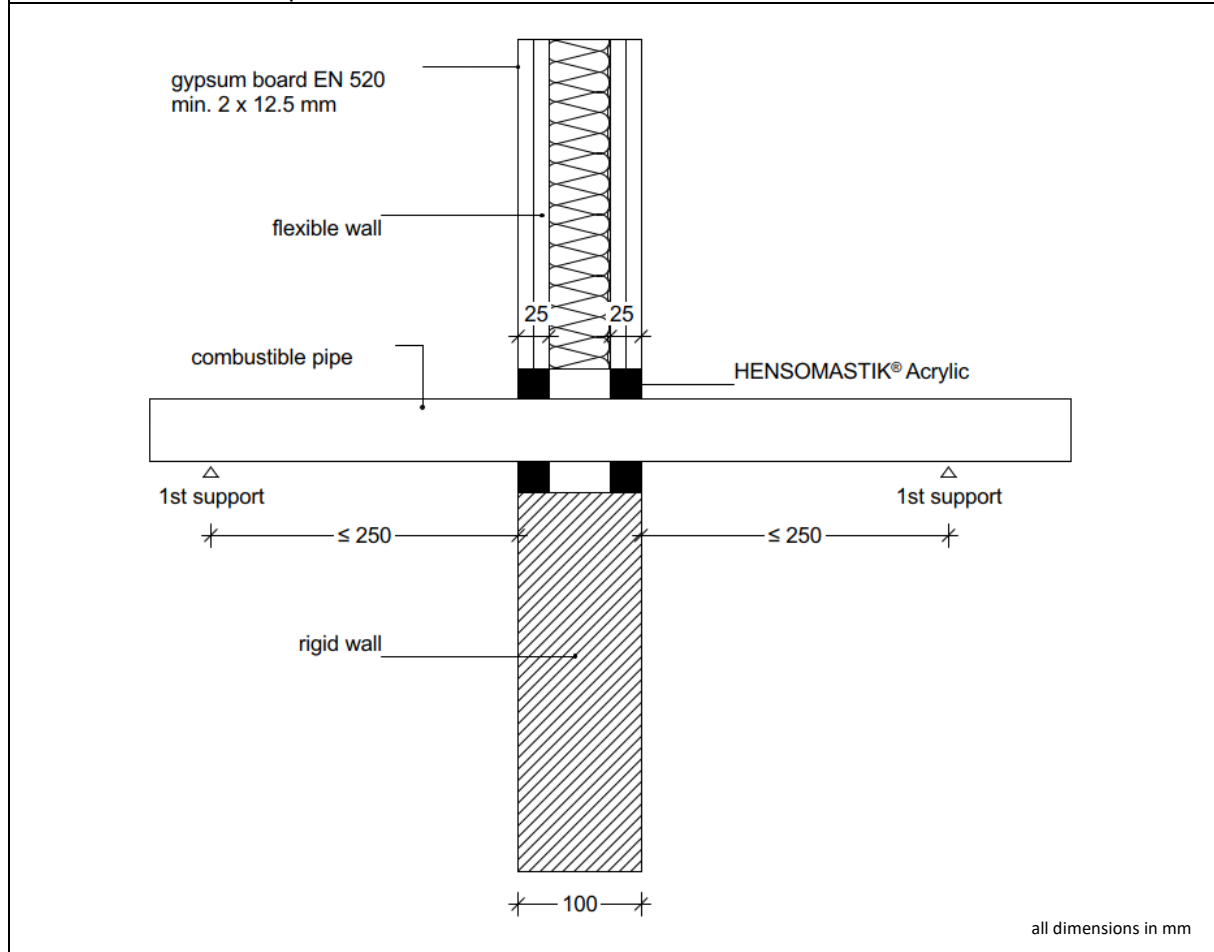 gypsum board EN 520
min. 2 x 12.5 mm
flexible wall
25 25
combustible pipe
HENSOMASTIK® Acrylic
1st support 1st support
≤ 250 ≤ 250
rigid wall
100
all dimensions in mm